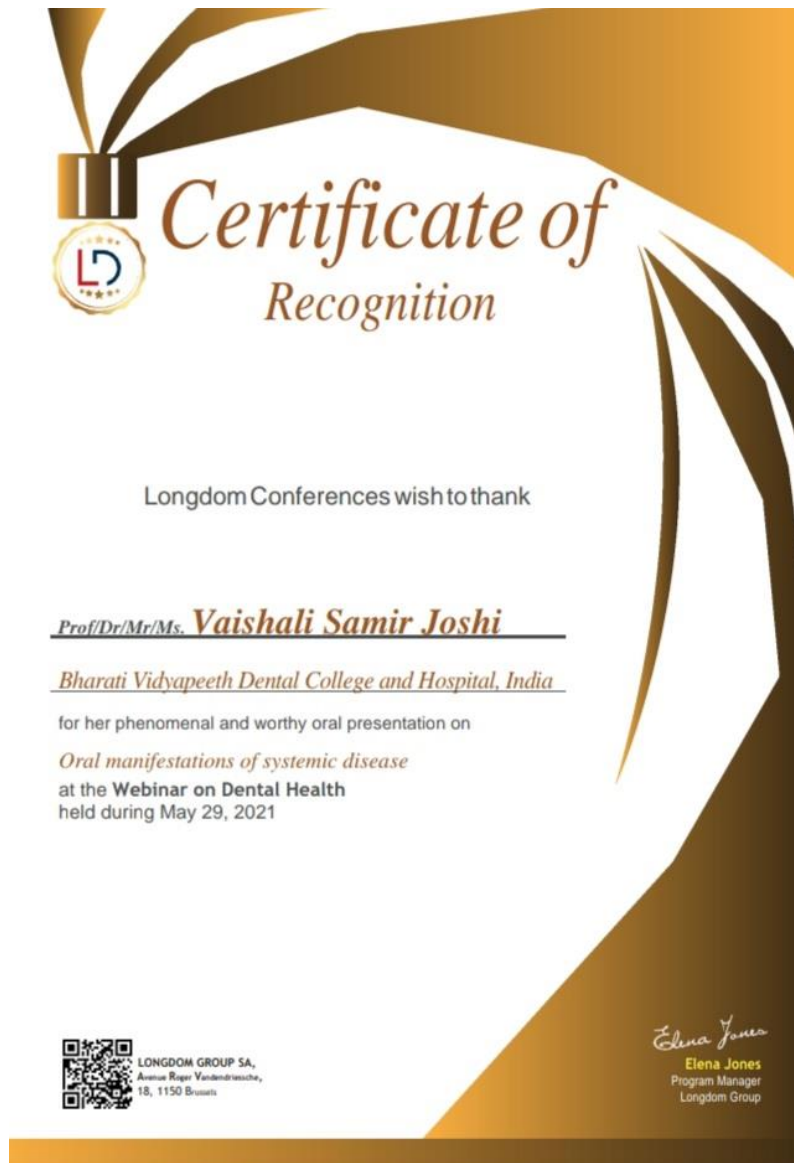 Certificate of
Recognition
LD
Longdom Conferences wish to thank
Prof/Dr/Mr/Ms. Vaishali Samir Joshi
Bharati Vidyapeeth Dental College and Hospital, India
for her phenomenal and worthy oral presentation on
Oral manifestations of systemic disease
at the Webinar on Dental Health
held during May 29, 2021
LONGDOM GROUP SA,
Avenue Roger Vandendriessche,
18, 1150 Brussels
Elena Jones
Elena Jones
Program Manager
Longdom Group